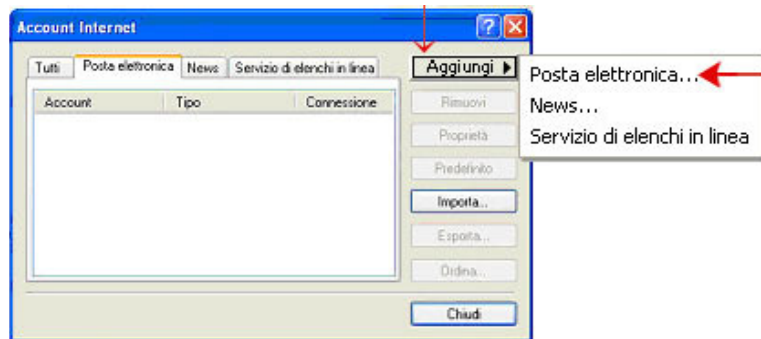 Account Internet
Tutti Posta elettronica News Servizio di elenchi in linea
Account Tipo Connessione
Aggiungi
Rimuovi
Proprietà
Predefinito
Importa...
Esporta...
Ordina...
Chiudi
Posta elettronica...
News...
Servizio di elenchi in linea